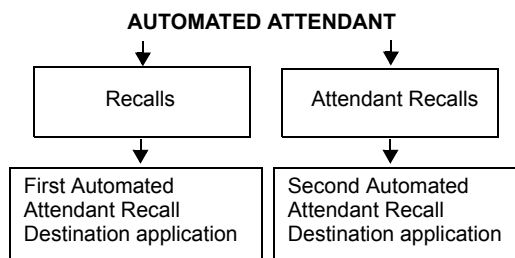 AUTOMATED ATTENDANT
Recalls
Attendant Recalls
First Automated
Attendant Recall
Destination application
Second Automated
Attendant Recall
Destination application